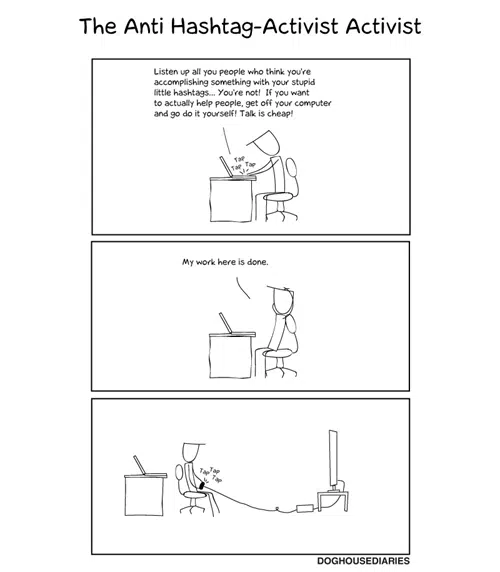 The Anti Hashtag-Activist Activist
Listen up all you people who think you're
accomplishing something with your stupid
little hashtags... You're not! If you want
to actually help people, get off your computer
and go do it yourself! Talk is cheap!
Tap
Tap Tap
My work here is done.
Tap Tap
Tap
DOGHOUSEDIARIES